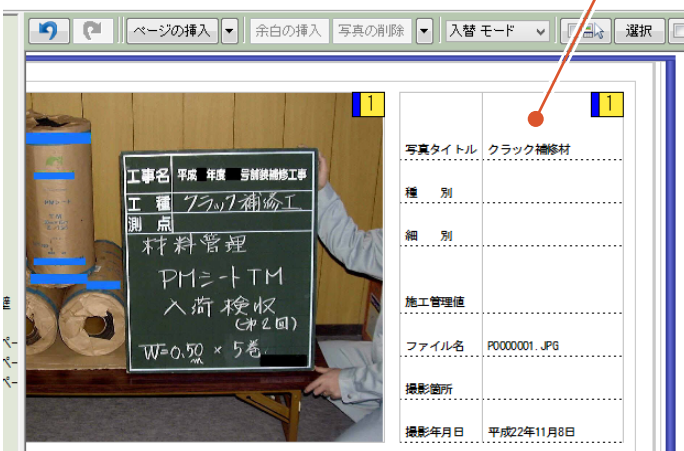 ページの挿入 余白の挿入 写真の削除 入替 モード 選択
1
1
工事名 平成 年度 号舗装補修工事
工種 クラック補修工
測点
材料管理
PMシートTM
入荷検収
(第2回)
W=0.50m × 5巻
写真タイトル クラック補修材
種 別
細 別
施工管理値
ファイル名 P0000001.JPG
撮影箇所
撮影年月日 平成22年11月8日